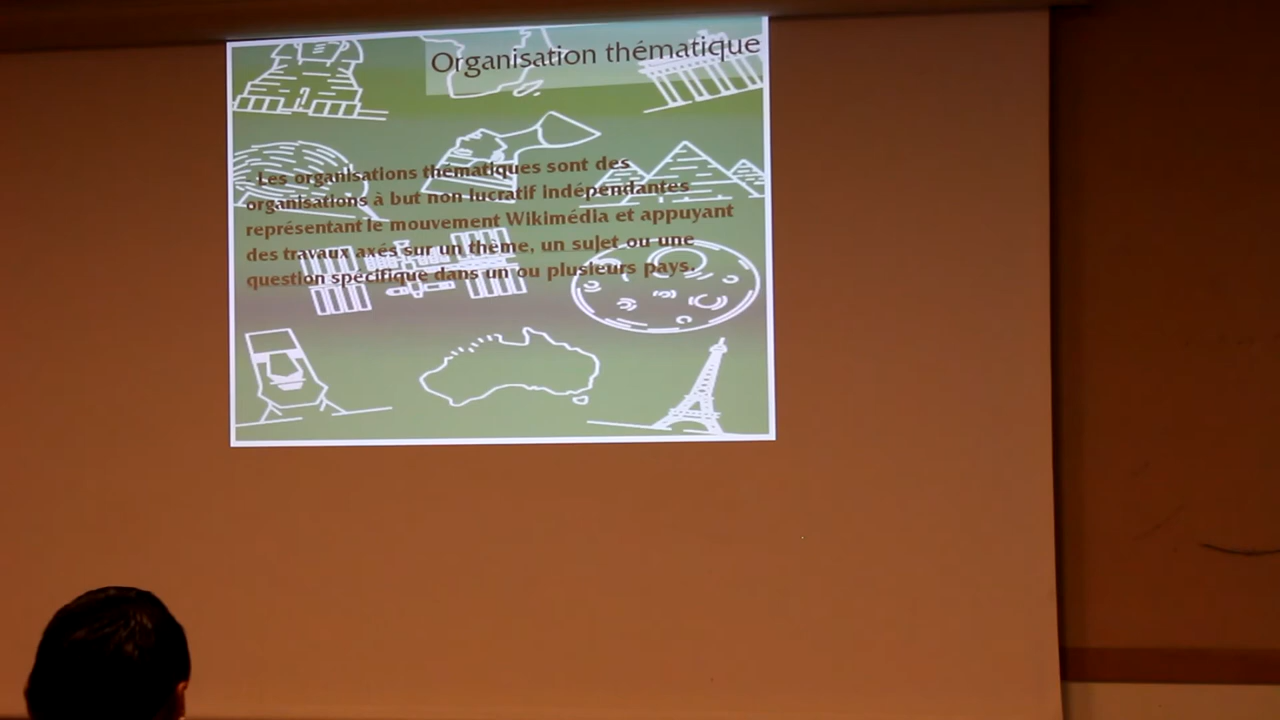 Organisation thématique
Les organisations thématiques sont des
organisations à but non lucratif indépendantes
représentant le mouvement Wikimédia et appuyant
des travaux axés sur un thème, un sujet ou une
question spécifique dans un ou plusieurs pays.